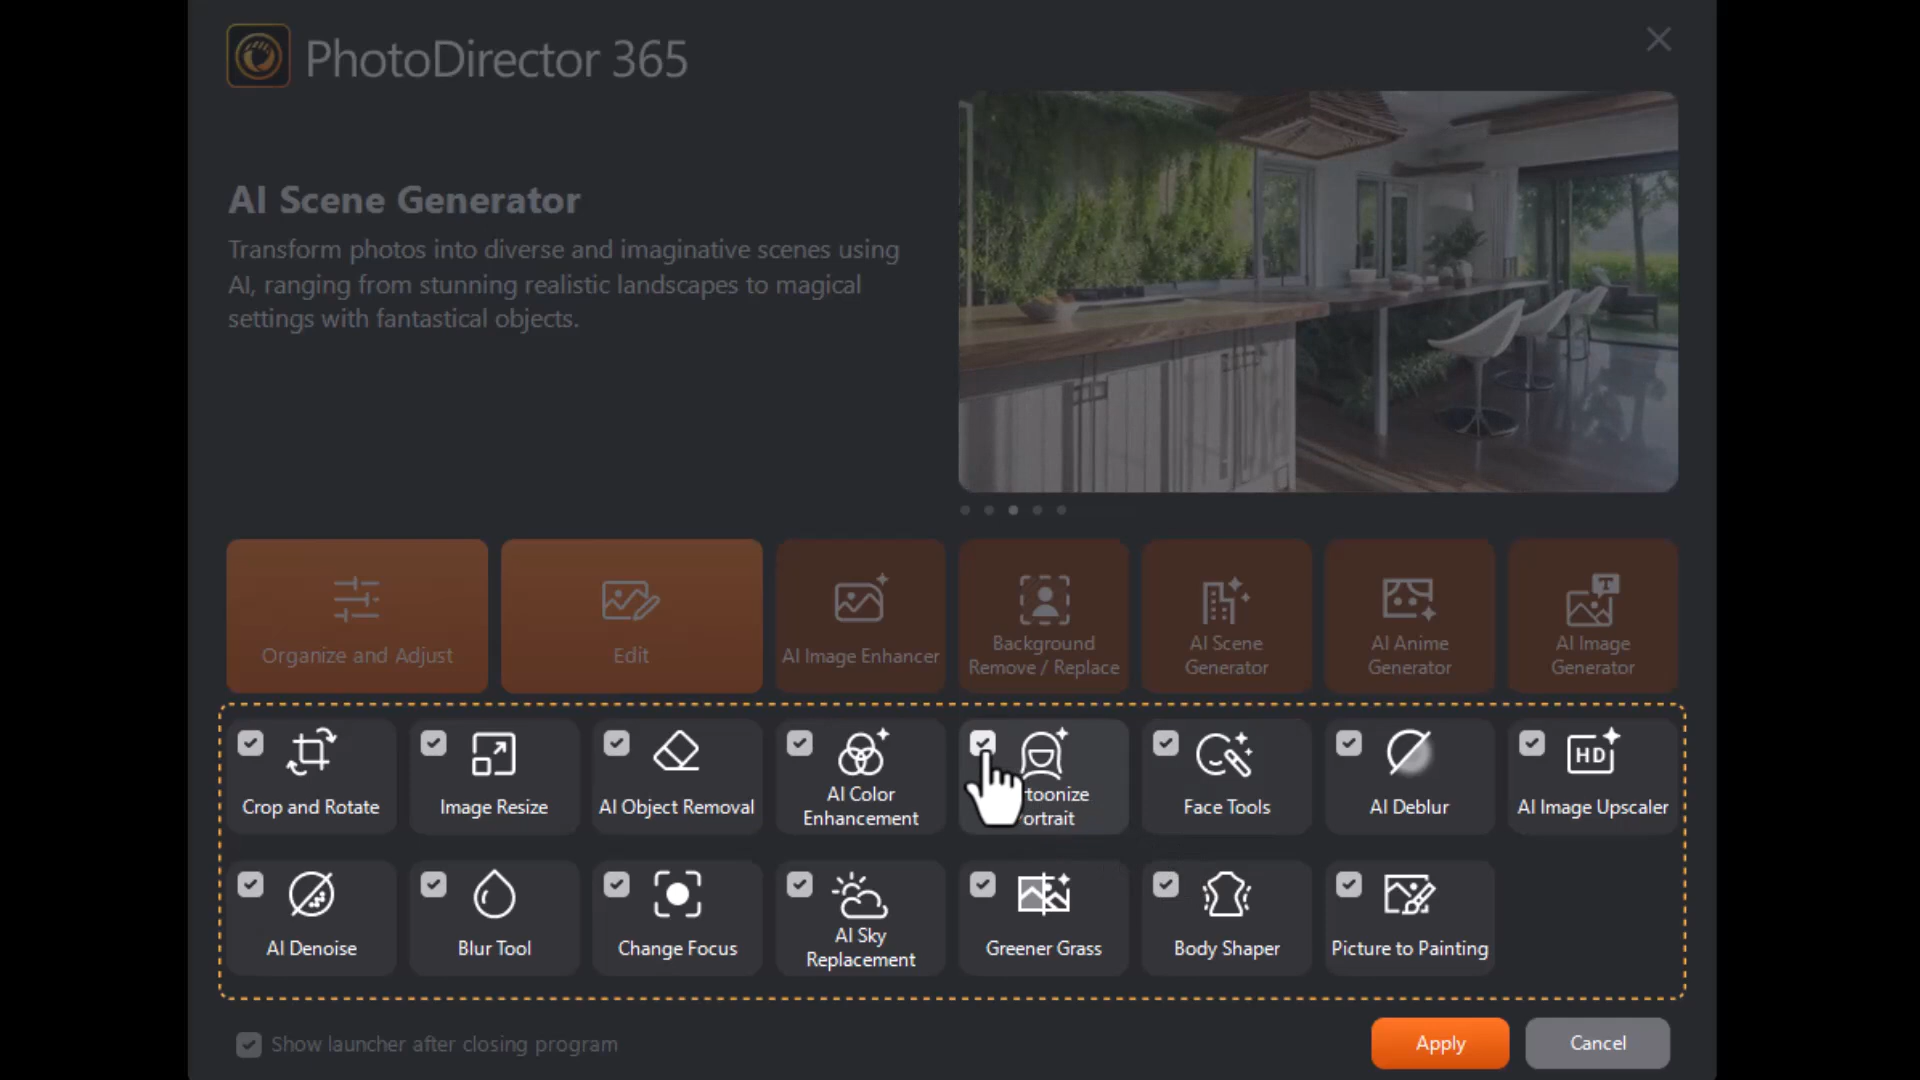 PhotoDirector 365
AI Scene Generator
Transform photos into diverse and imaginative scenes using
AI, ranging from stunning realistic landscapes to magical
settings with fantastical objects.
Organize and Adjust
Edit
AI Image Enhancer
Background
Remove / Replace
AI Scene
Generator
AI Anime
Generator
T
AI Image
Generator
Crop and Rotate
Image Resize
AI Object Removal
AI Color
Enhancement
toonize
ortrait
Face Tools
AI Deblur
HD
AI Image Upscaler
AI Denoise
Blur Tool
Change Focus
AI Sky
Replacement
Greener Grass
Body Shaper
Picture to Painting
Show launcher after closing program
Apply
Cancel